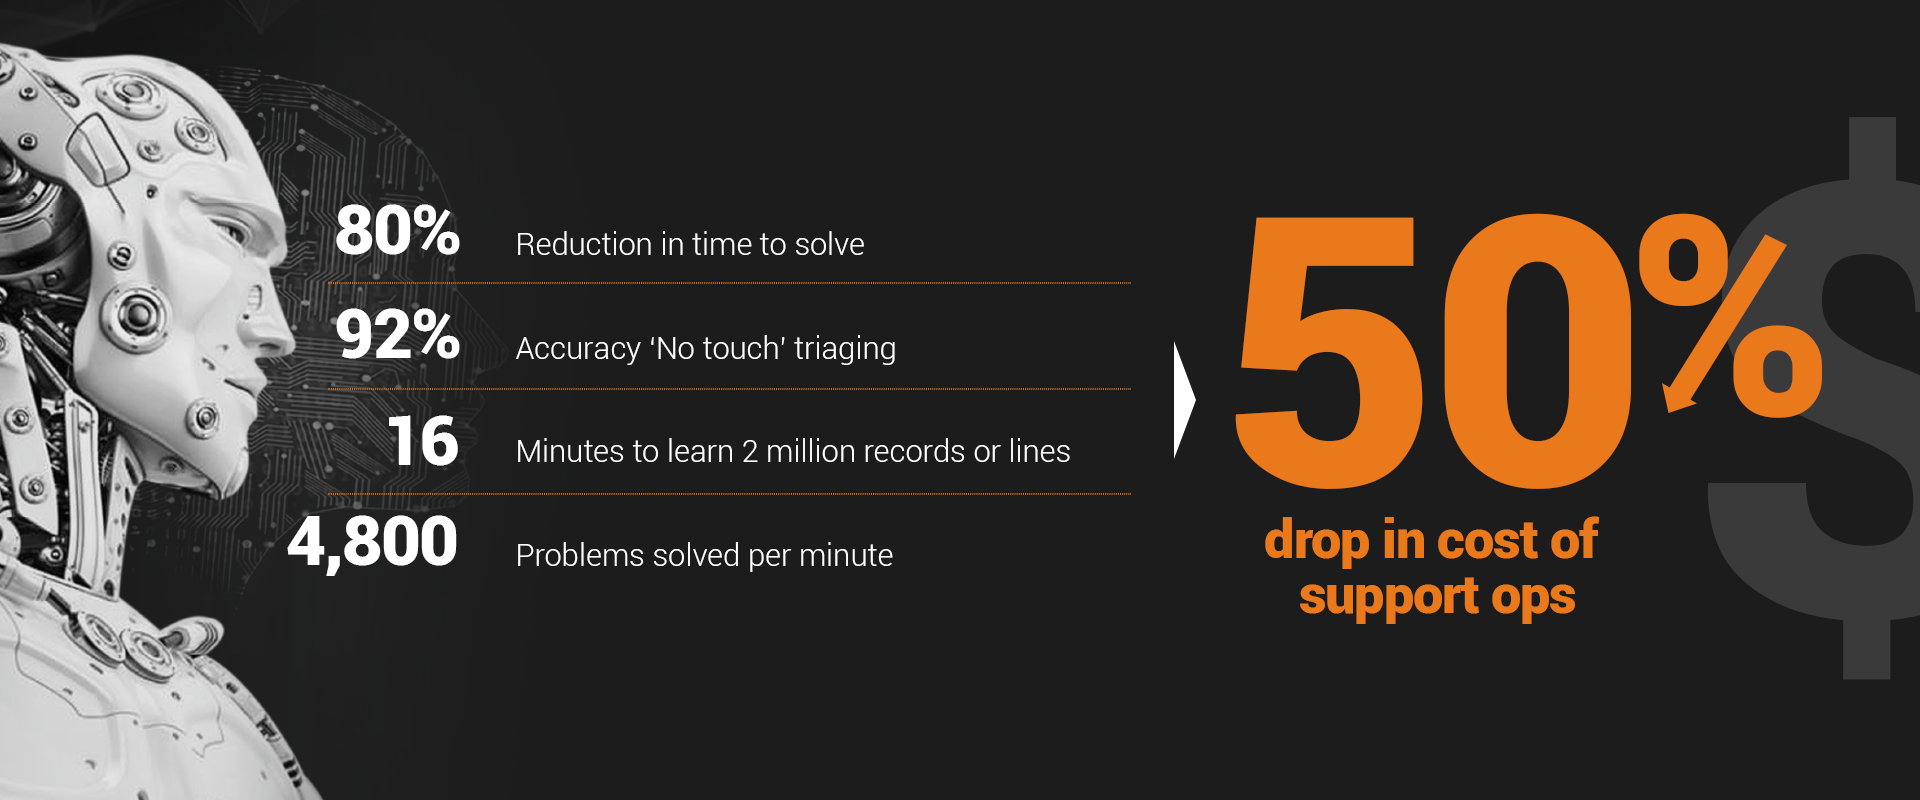 80% Reduction in time to solve
92% Accuracy ‘No touch’ triaging
16 Minutes to learn 2 million records or lines
4,800 Problems solved per minute
50%
drop in cost of
support ops
$